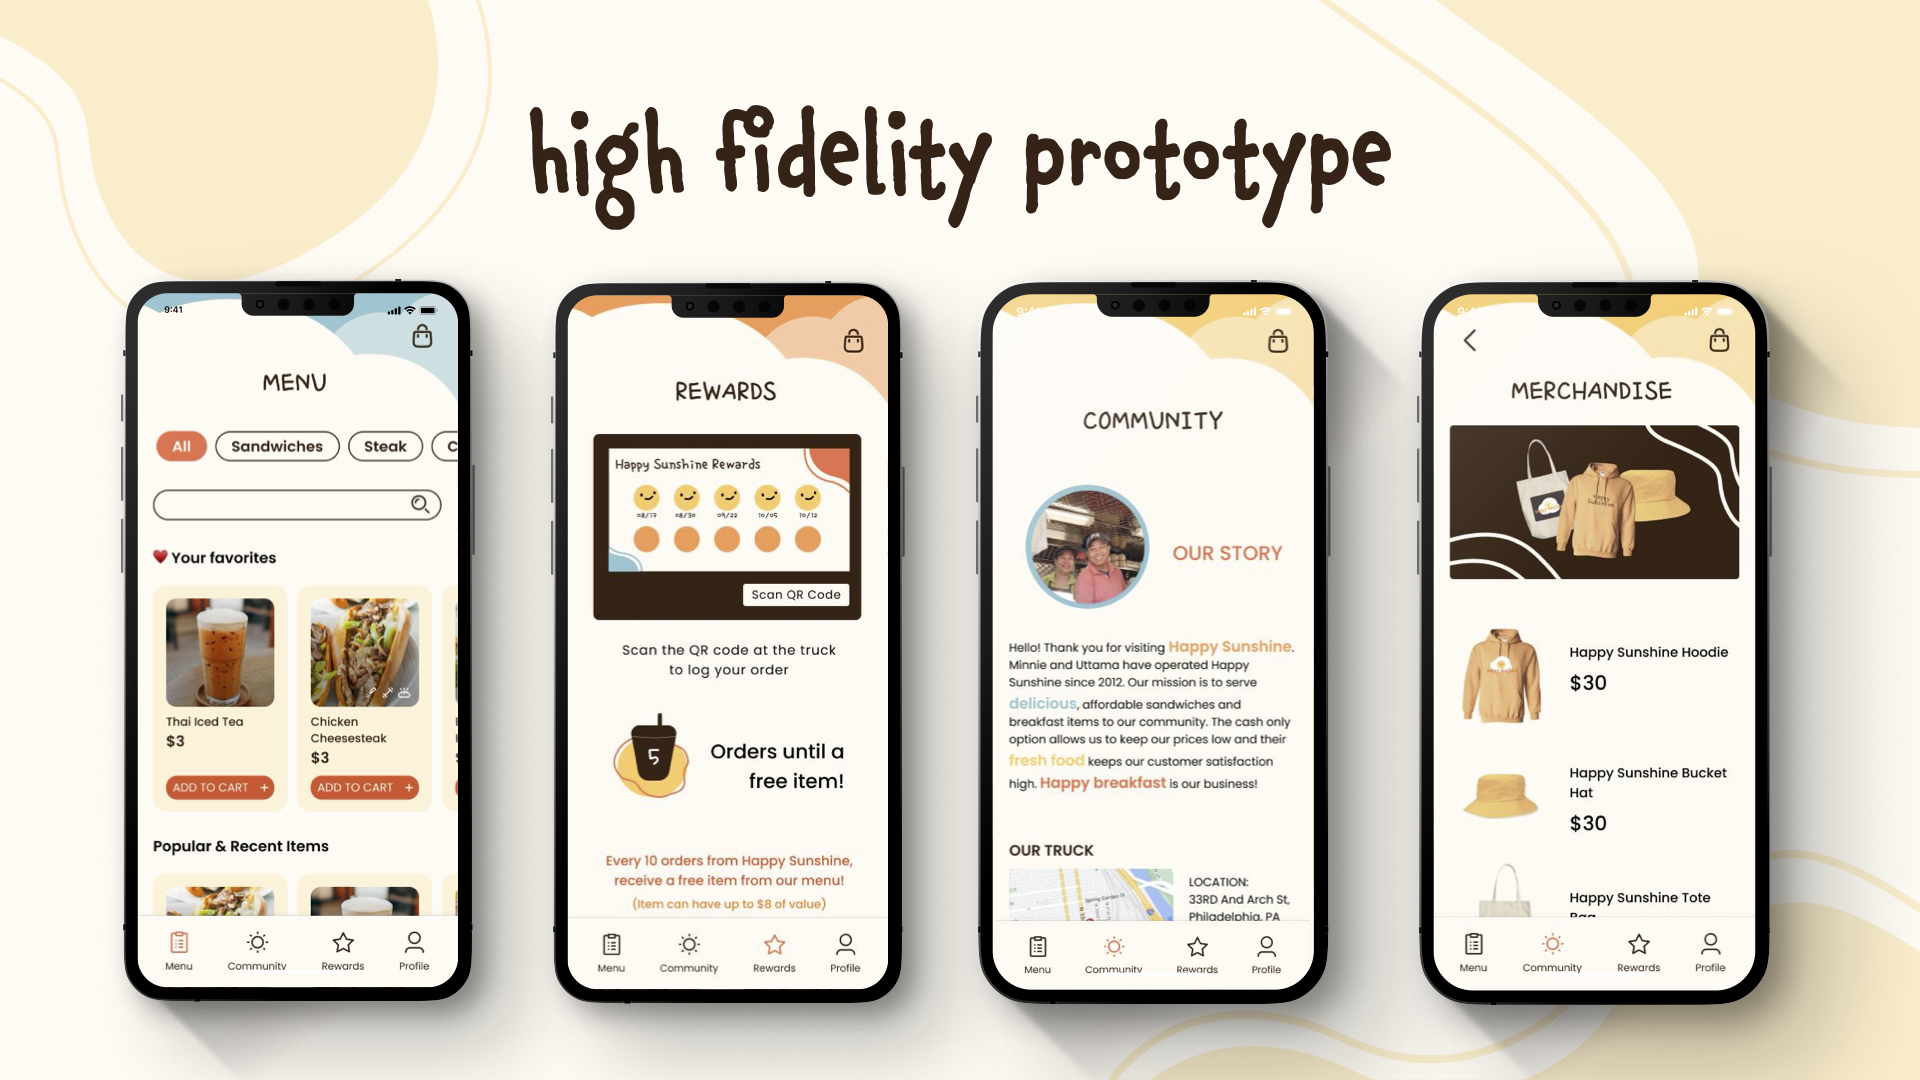 high fidelity prototype
9:41
MENU
All
Sandwiches
Steak
C
Your favorites
Thai Iced Tea
$3
ADD TO CART +
Chicken
Cheesesteak
$3
ADD TO CART +
Popular & Recent Items
Menu
Community
Rewards
Profile
REWARDS
Happy Sunshine Rewards
08/17
08/30
09/22
10/05
10/12
Scan QR Code
Scan the QR code at the truck
to log your order
5
Orders until a
free item!
Every 10 orders from Happy Sunshine,
receive a free item from our menu!
(Item can have up to $8 of value)
Menu
Community
Rewards
Profile
COMMUNITY
OUR STORY
Hello! Thank you for visiting Happy Sunshine.
Minnie and Uttama have operated Happy
Sunshine since 2012. Our mission is to serve
delicious, affordable sandwiches and
breakfast items to our community. The cash only
option allows us to keep our prices low and their
fresh food keeps our customer satisfaction
high. Happy breakfast is our business!
OUR TRUCK
Spring Garden St
LOCATION:
33RD And Arch St,
Philadelphia, PA
Menu
Community
Rewards
Profile
MERCHANDISE
Happy
Sunshine
Happy Sunshine Hoodie
$30
Happy Sunshine Bucket
Hat
$30
Happy Sunshine Tote
Bag
Menu
Community
Rewards
Profile